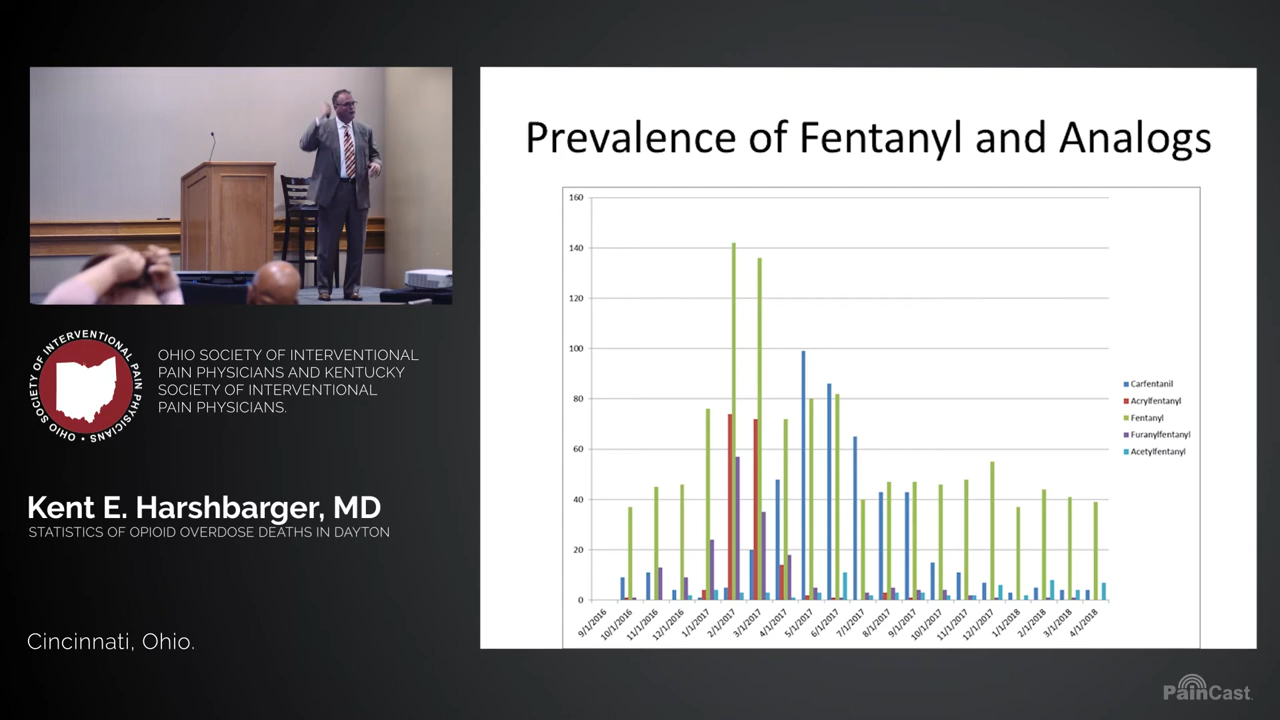 OHIO SOCIETY OF INTERVENTIONAL PAIN PHYSICIANS
OHIO SOCIETY OF INTERVENTIONAL
PAIN PHYSICIANS AND KENTUCKY
SOCIETY OF INTERVENTIONAL
PAIN PHYSICIANS.
Kent E. Harshbarger, MD
STATISTICS OF OPIOID OVERDOSE DEATHS IN DAYTON
Cincinnati, Ohio.
Prevalence of Fentanyl and Analogs
160
140
120
100
80
60
40
20
0
9/1/2016
10/1/2016
11/1/2016
12/1/2016
1/1/2017
2/1/2017
3/1/2017
4/1/2017
5/1/2017
6/1/2017
7/1/2017
8/1/2017
9/1/2017
10/1/2017
11/1/2017
12/1/2017
1/1/2018
2/1/2018
3/1/2018
4/1/2018
Carfentanil
Acrylfentanyl
Fentanyl
Furanylfentanyl
Acetylfentanyl
PainCast